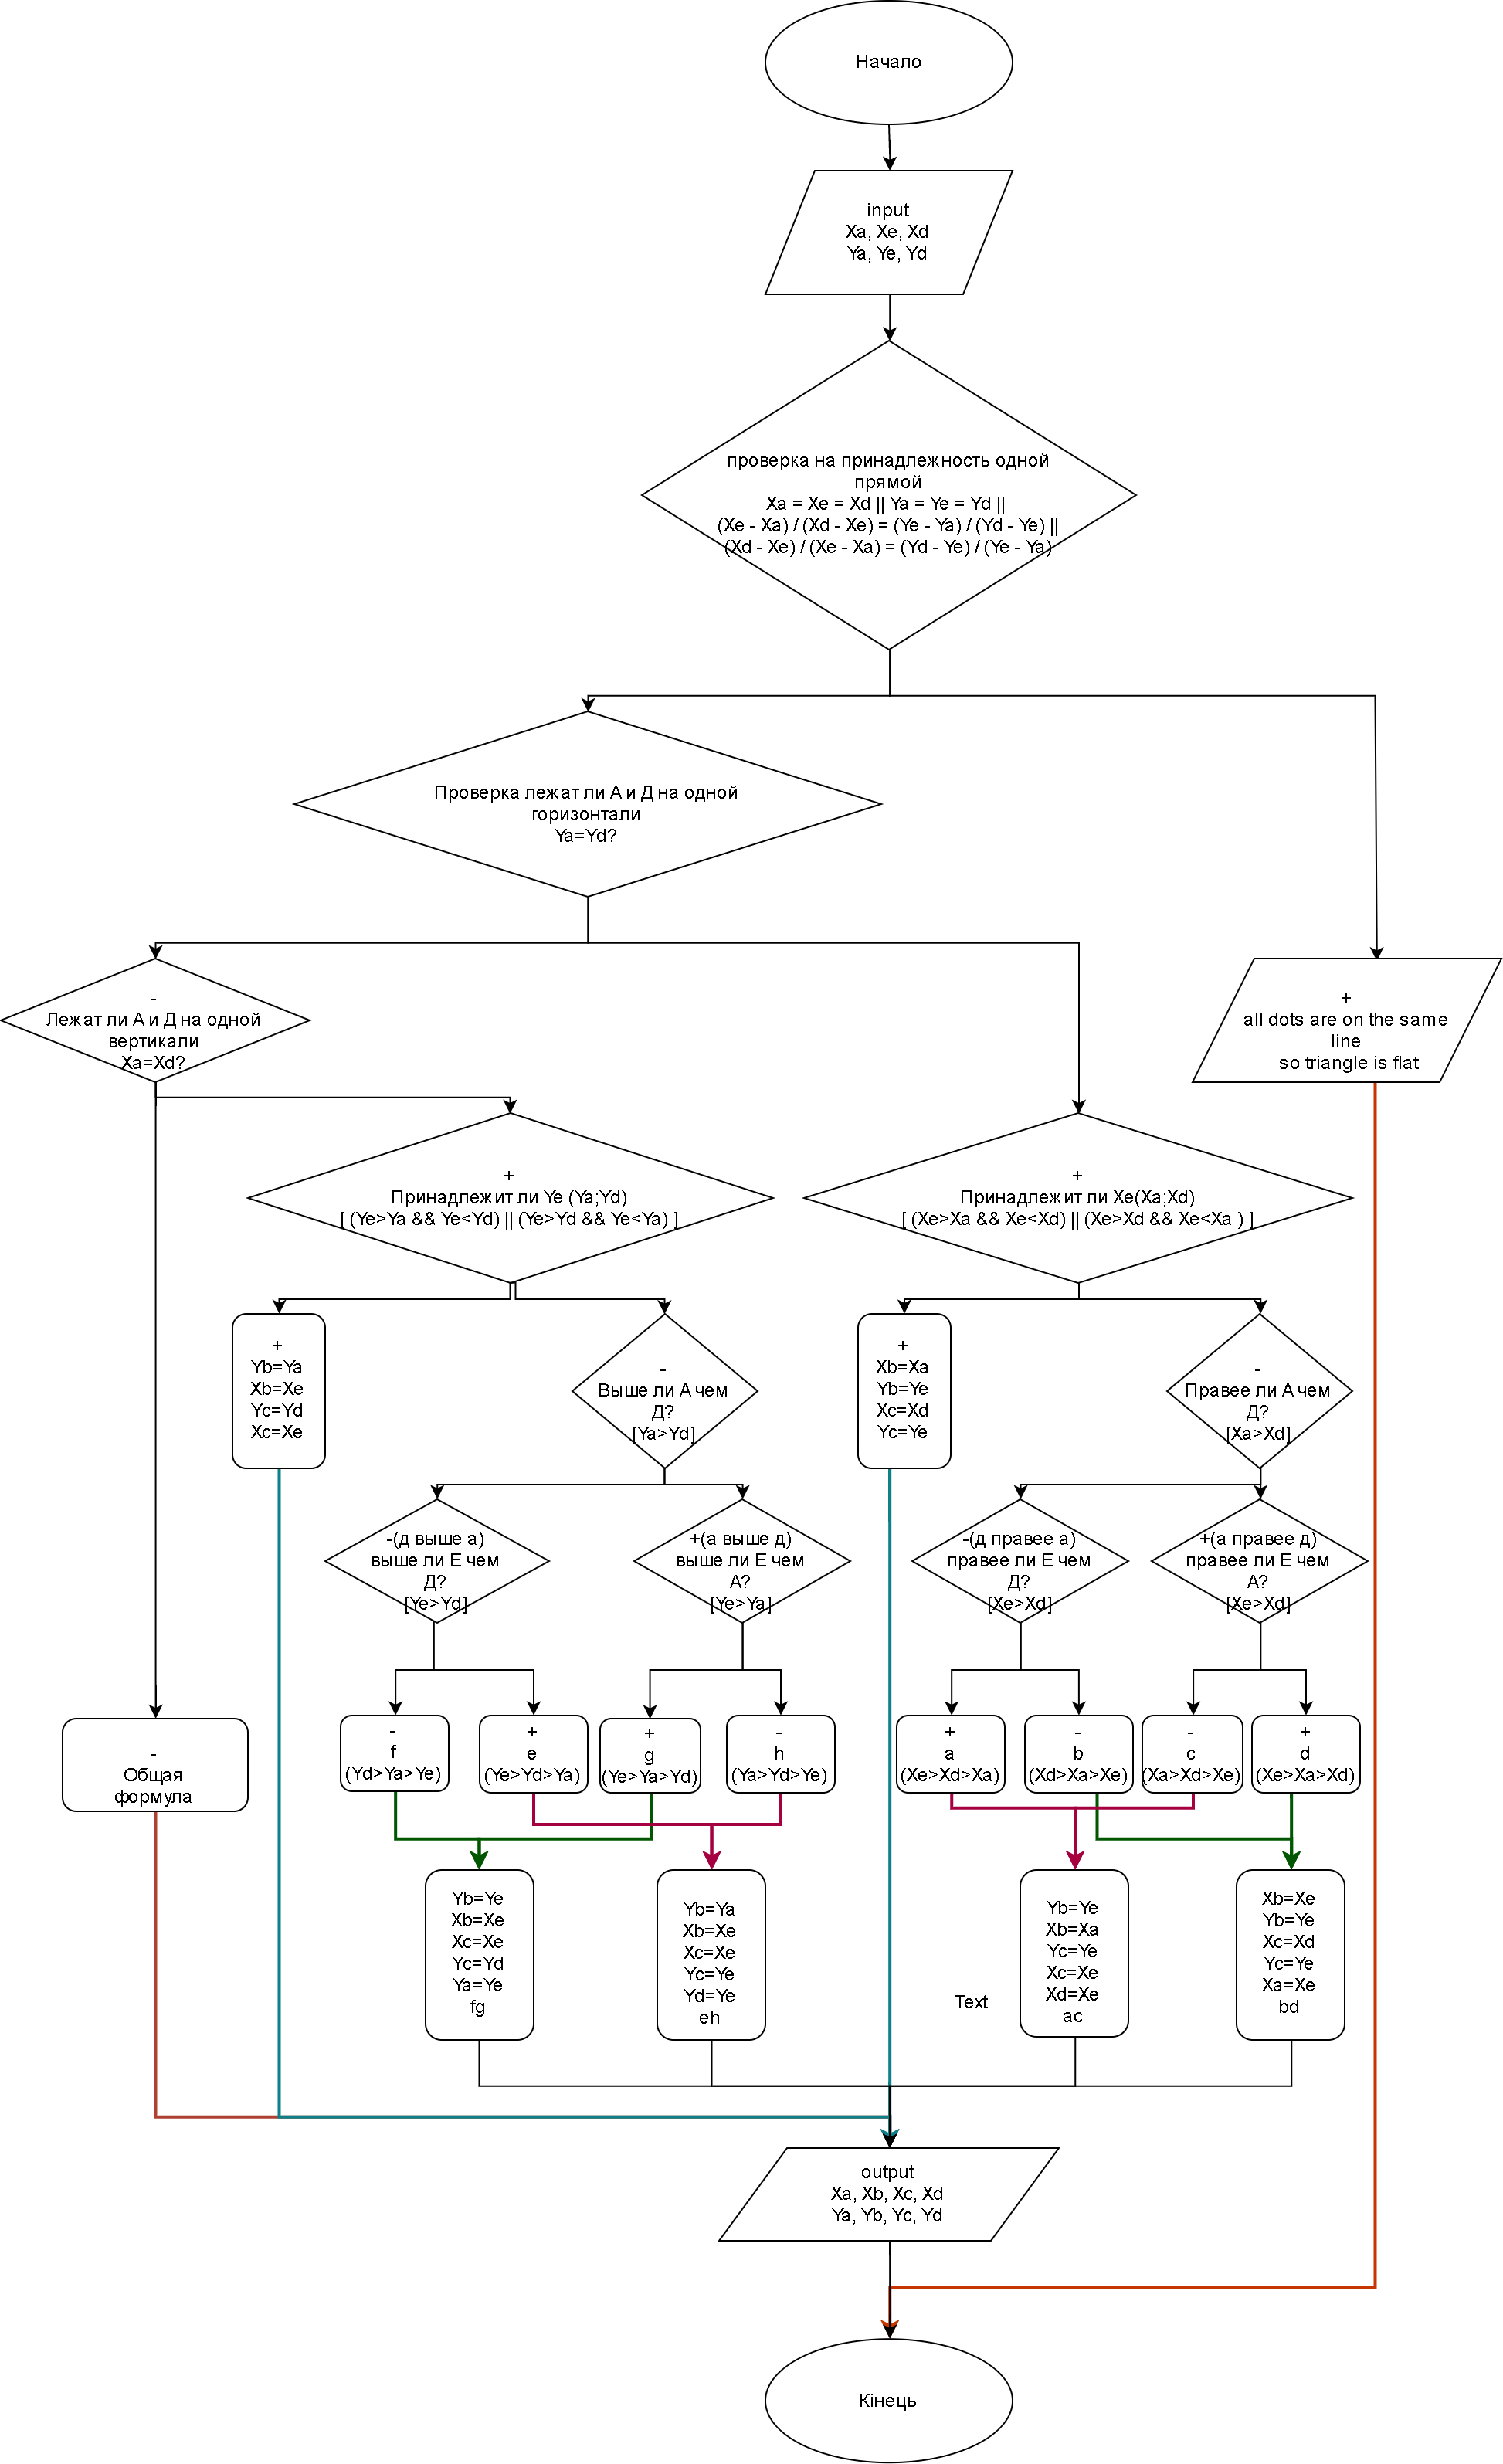 Начало
input
Xa, Xe, Xd
Ya, Ye, Yd
проверка на принадлежность одной
прямой
Xa = Xe = Xd || Ya = Ye = Yd ||
(Xe - Xa) / (Xd - Xe) = (Ye - Ya) / (Yd - Ye) ||
(Xd - Xe) / (Xe - Xa) = (Yd - Ye) / (Ye - Ya)
Проверка лежат ли А и Д на одной
горизонтали
Ya=Yd?
-
Лежат ли А и Д на одной
вертикали
Xa=Xd?
+
all dots are on the same
line
so triangle is flat
+
Принадлежит ли Ye (Ya;Yd)
[ (Ye>Ya && Ye<Yd) || (Ye>Yd && Ye<Ya) ]
+
Принадлежит ли Xe(Xa;Xd)
[ (Xe>Xa && Xe<Xd) || (Xe>Xd && Xe<Xa ) ]
+
Yb=Ya
Xb=Xe
Yc=Yd
Xc=Xe
-
Выше ли А чем
Д?
[Ya>Yd]
+
Xb=Xa
Yb=Ye
Xc=Xd
Yc=Ye
-
Правее ли А чем
Д?
[Xa>Xd]
-(д выше а)
выше ли Е чем
Д?
[Ye>Yd]
+(а выше д)
выше ли Е чем
А?
[Ye>Ya]
-(д правее а)
правее ли Е чем
Д?
[Xe>Xd]
+(а правее д)
правее ли Е чем
А?
[Xe>Xd]
-
Общая
формула
-
f
(Yd>Ya>Ye)
+
e
(Ye>Yd>Ya)
+
g
(Ye>Ya>Yd)
-
h
(Ya>Yd>Ye)
+
a
(Xe>Xd>Xa)
-
b
(Xd>Xa>Xe)
-
c
(Xa>Xd>Xe)
+
d
(Xe>Xa>Xd)
Yb=Ye
Xb=Xe
Xc=Xe
Yc=Yd
Ya=Ye
fg
Yb=Ya
Xb=Xe
Xc=Xe
Yc=Ye
Yd=Ye
eh
Text
Yb=Ye
Xb=Xa
Yc=Ye
Xc=Xe
Xd=Xe
ac
Xb=Xe
Yb=Ye
Xc=Xd
Yc=Ye
Xa=Xe
bd
output
Xa, Xb, Xc, Xd
Ya, Yb, Yc, Yd
Кінець